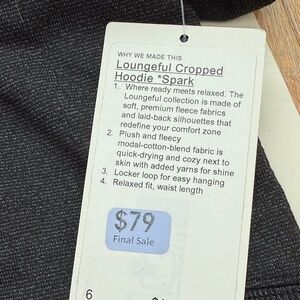 WHY WE MADE THIS
Loungeful Cropped
Hoodie *Spark
1. Where ready meets relaxed. The
Loungeful collection is made of
soft, premium fleece fabrics
and laid-back silhouettes that
redefine your comfort zone
2. Plush and fleecy
modal-cotton-blend fabric is
quick-drying and cozy next to
skin with added yarns for shine
3. Locker loop for easy hanging
4. Relaxed fit, waist length
$79
Final Sale
6